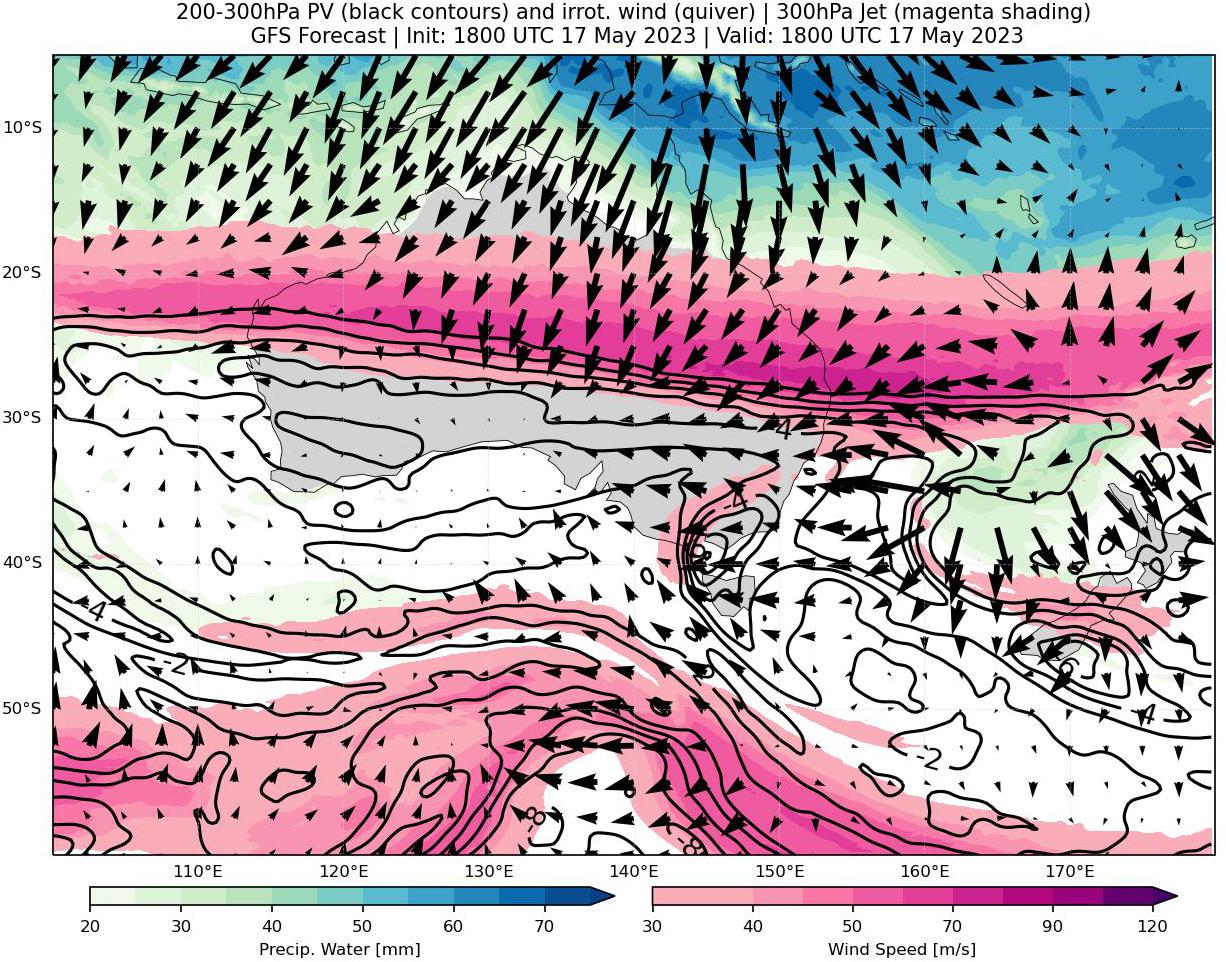 200-300hPa PV (black contours) and irrot. wind (quiver) | 300hPa Jet (magenta shading)
GFS Forecast | Init: 1800 UTC 17 May 2023 | Valid: 1800 UTC 17 May 2023
10°S
20°S
30°S
-4
-4
40°S
-4
-2
-6
50°S
-4
-2
-8
-8
110°E 120°E 130°E 140°E 150°E 160°E 170°E
20 30 40 50 60 70
30 40 50 70 90 120
Precip. Water [mm]
Wind Speed [m/s]